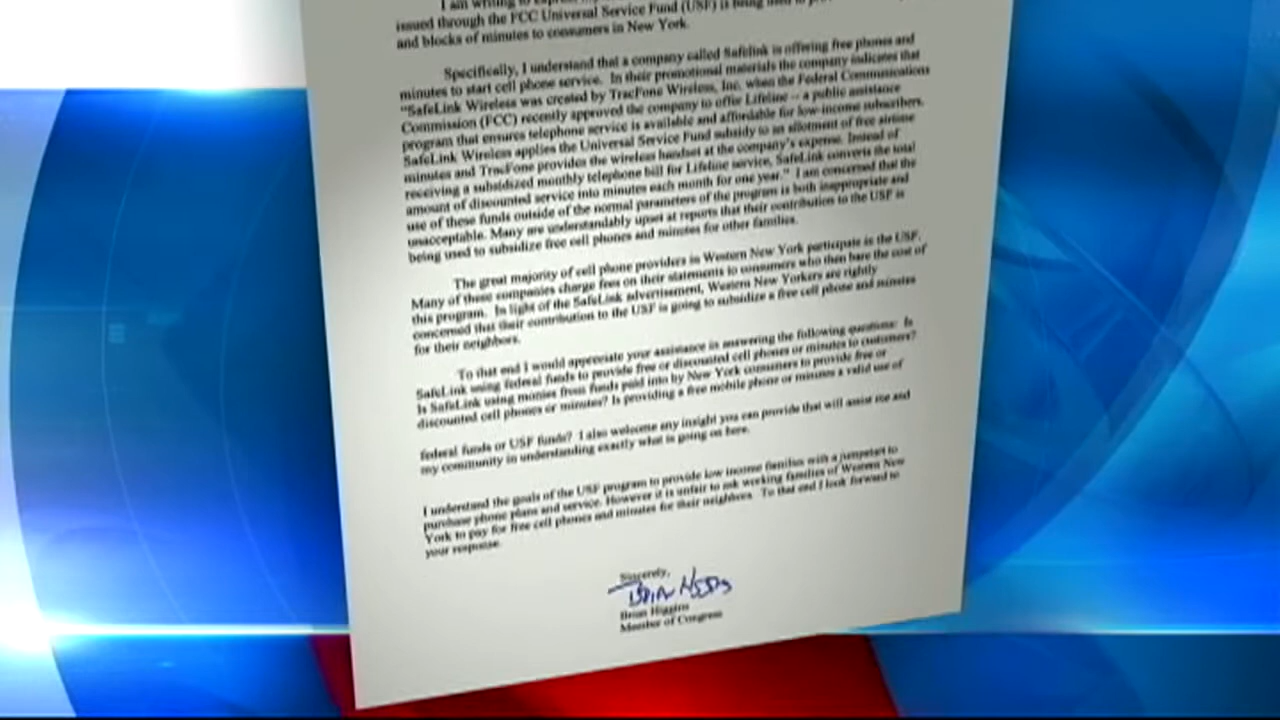 I am writing to express
issued through the FCC Universal Service Fund (USF) is being used to
and blocks of minutes to consumers in New York.
Specifically, I understand that a company called Safelink is offering free phones and
minutes to start cell phone service. In their promotional materials the company indicates that
"SafeLink Wireless was created by TracFone Wireless, Inc. when the Federal Communications
Commission (FCC) recently approved the company to offer Lifeline -- a public assistance
program that ensures telephone service is available and affordable for low-income subscribers.
SafeLink Wireless applies the Universal Service Fund subsidy to an allotment of free airtime
minutes and TracFone provides the wireless handset at the company's expense. Instead of
receiving a subsidized monthly telephone bill for Lifeline service, SafeLink converts the total
amount of discounted service into minutes each month for one year." I am concerned that the
use of these funds outside of the normal parameters of the program is both inappropriate and
unacceptable. Many are understandably upset at reports that their contribution to the USF is
being used to subsidize free cell phones and minutes for other families.
The great majority of cell phone providers in Western New York participate in the USF.
Many of these companies charge fees on their statements to consumers who then bare the cost of
this program. In light of the SafeLink advertisement, Western New Yorkers are rightly
concerned that their contribution to the USF is going to subsidize a free cell phone and minutes
for their neighbors.
To that end I would appreciate your assistance in answering the following questions: Is
SafeLink using federal funds to provide free or discounted cell phones or minutes to customers?
Is SafeLink using monies from funds paid into by New York consumers to provide free or
discounted cell phones or minutes? Is providing a free mobile phone or minutes a valid use of
federal funds or USF funds? I also welcome any insight you can provide that will assist me and
my community in understanding exactly what is going on here.
I understand the goals of the USF program to provide low income families with a jumpstart to
purchase phone plans and service. However it is unfair to ask working families of Western New
York to pay for free cell phones and minutes for their neighbors. To that end I look forward to
your response.
Sincerely,
Brian Higgins
Brian Higgins
Member of Congress